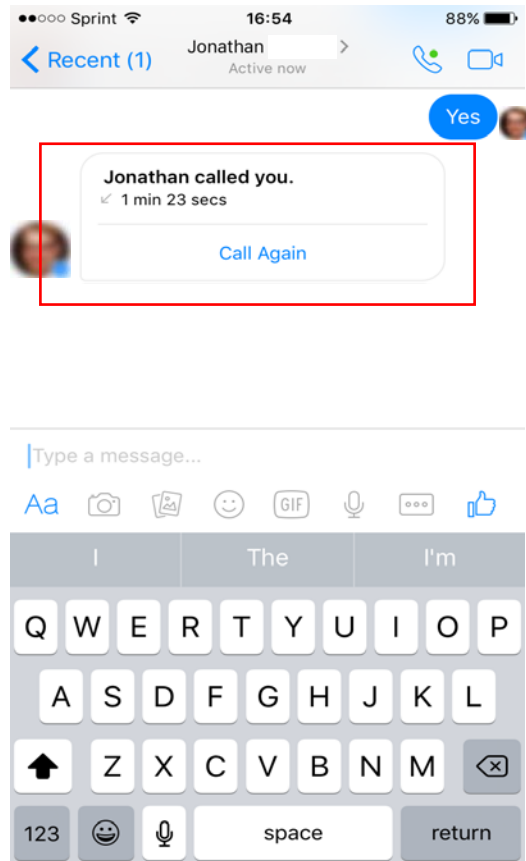 Sprint 16:54 88%
Recent (1) Jonathan
Active now
Yes
Jonathan called you.
1 min 23 secs
Call Again
Type a message...
Aa GIF
I The I'm
Q W E R T Y U I O P
A S D F G H J K L
Z X C V B N M
123 space return